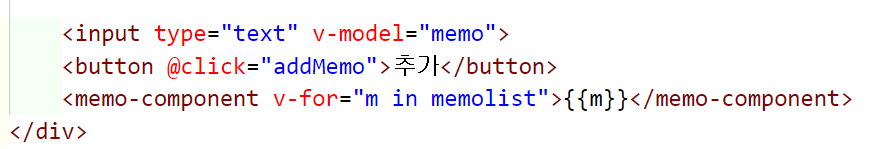 <input type="text" v-model="memo">
<button @click="addMemo">추가</button>
<memo-component v-for="m in memolist">{{m}}</memo-component>
</div>